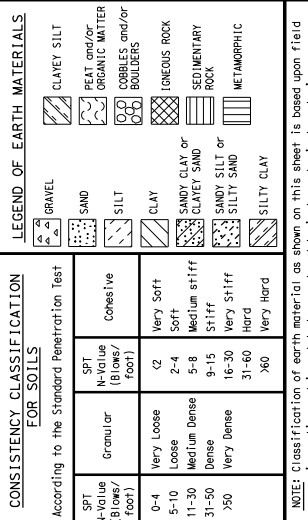 CONSISTENCY CLASSIFICATION
FOR SOILS
According to the Standard Penetration Test
SPT
N-Value
(Blows/
foot)
Granular
SPT
N-Value
(Blows/
foot)
Cohesive
0-4 Very Loose <2 Very Soft
5-10 Loose 2-4 Soft
11-30 Medium Dense 5-8 Medium stiff
31-50 Dense 9-15 Stiff
>50 Very Dense 16-30 Very Stiff
31-60 Hard
>60 Very Hard
LEGEND OF EARTH MATERIALS
GRAVEL
SAND
SILT
CLAY
SANDY CLAY or
CLAYEY SAND
SANDY SILT or
SILTY SAND
SILTY CLAY
CLAYEY SILT
PEAT and/or
ORGANIC MATTER
COBBLES and/or
BOULDERS
IGNEOUS ROCK
SEDIMENTARY
ROCK
METAMORPHIC
NOTE: Classification of earth material as shown on this sheet is based upon field